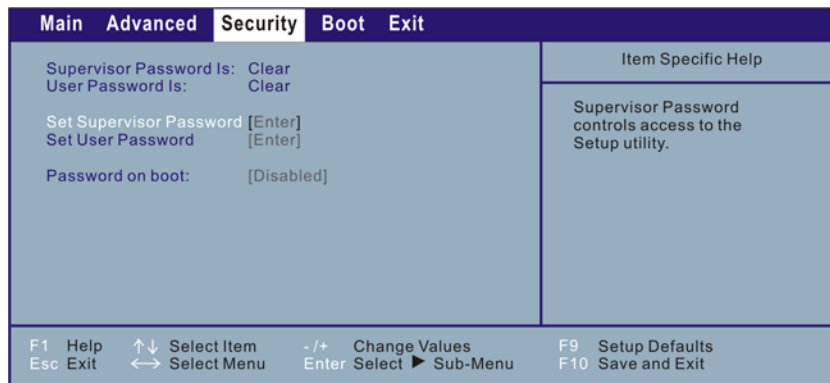 Main Advanced Security Boot Exit
Supervisor Password Is: Clear
User Password Is: Clear
Set Supervisor Password [Enter]
Set User Password [Enter]
Password on boot: [Disabled]
Item Specific Help
Supervisor Password
controls access to the
Setup utility.
F1 Help ↑↓ Select Item -/+ Change Values F9 Setup Defaults
Esc Exit ↔ Select Menu Enter Select ▶ Sub-Menu F10 Save and Exit